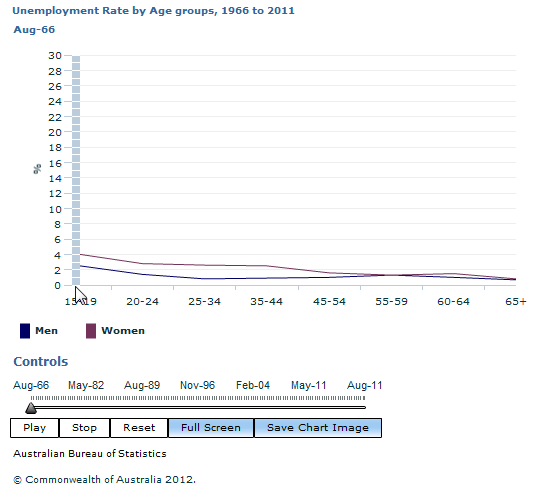 Unemployment Rate by Age groups, 1966 to 2011
Aug-66
30
28
26
24
22
20
18
16
14
12
10
8
6
4
2
0
%
15-19 20-24 25-34 35-44 45-54 55-59 60-64 65+
Men Women
Controls
Aug-66 May-82 Aug-89 Nov-96 Feb-04 May-11 Aug-11
Play Stop Reset Full Screen Save Chart Image
Australian Bureau of Statistics
© Commonwealth of Australia 2012.